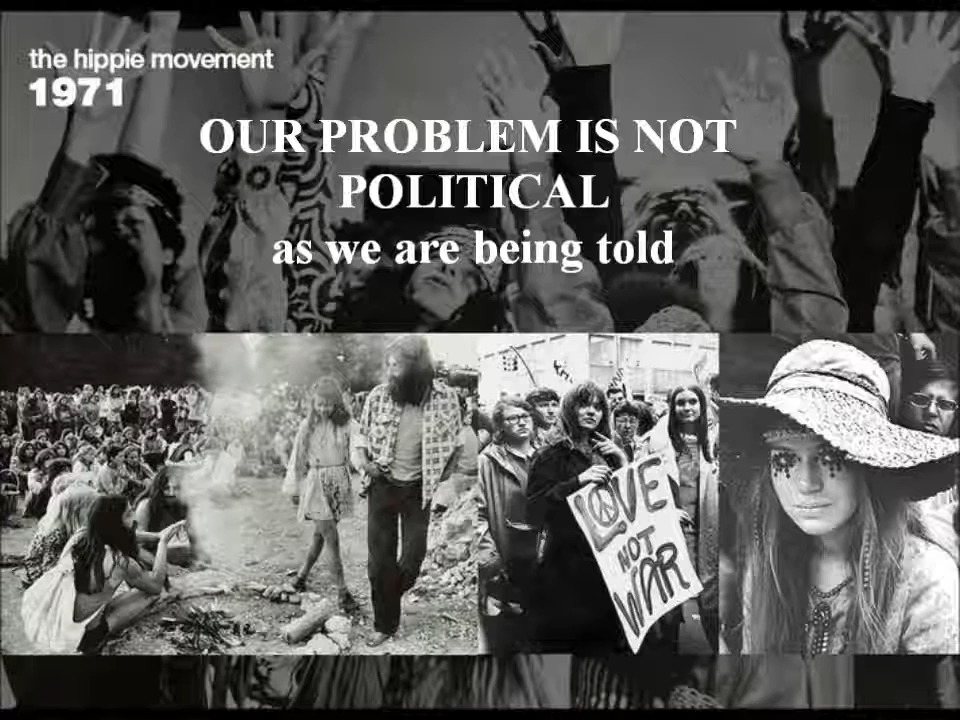 the hippie movement
1971
OUR PROBLEM IS NOT
POLITICAL
as we are being told
LOVE
NOT
WAR